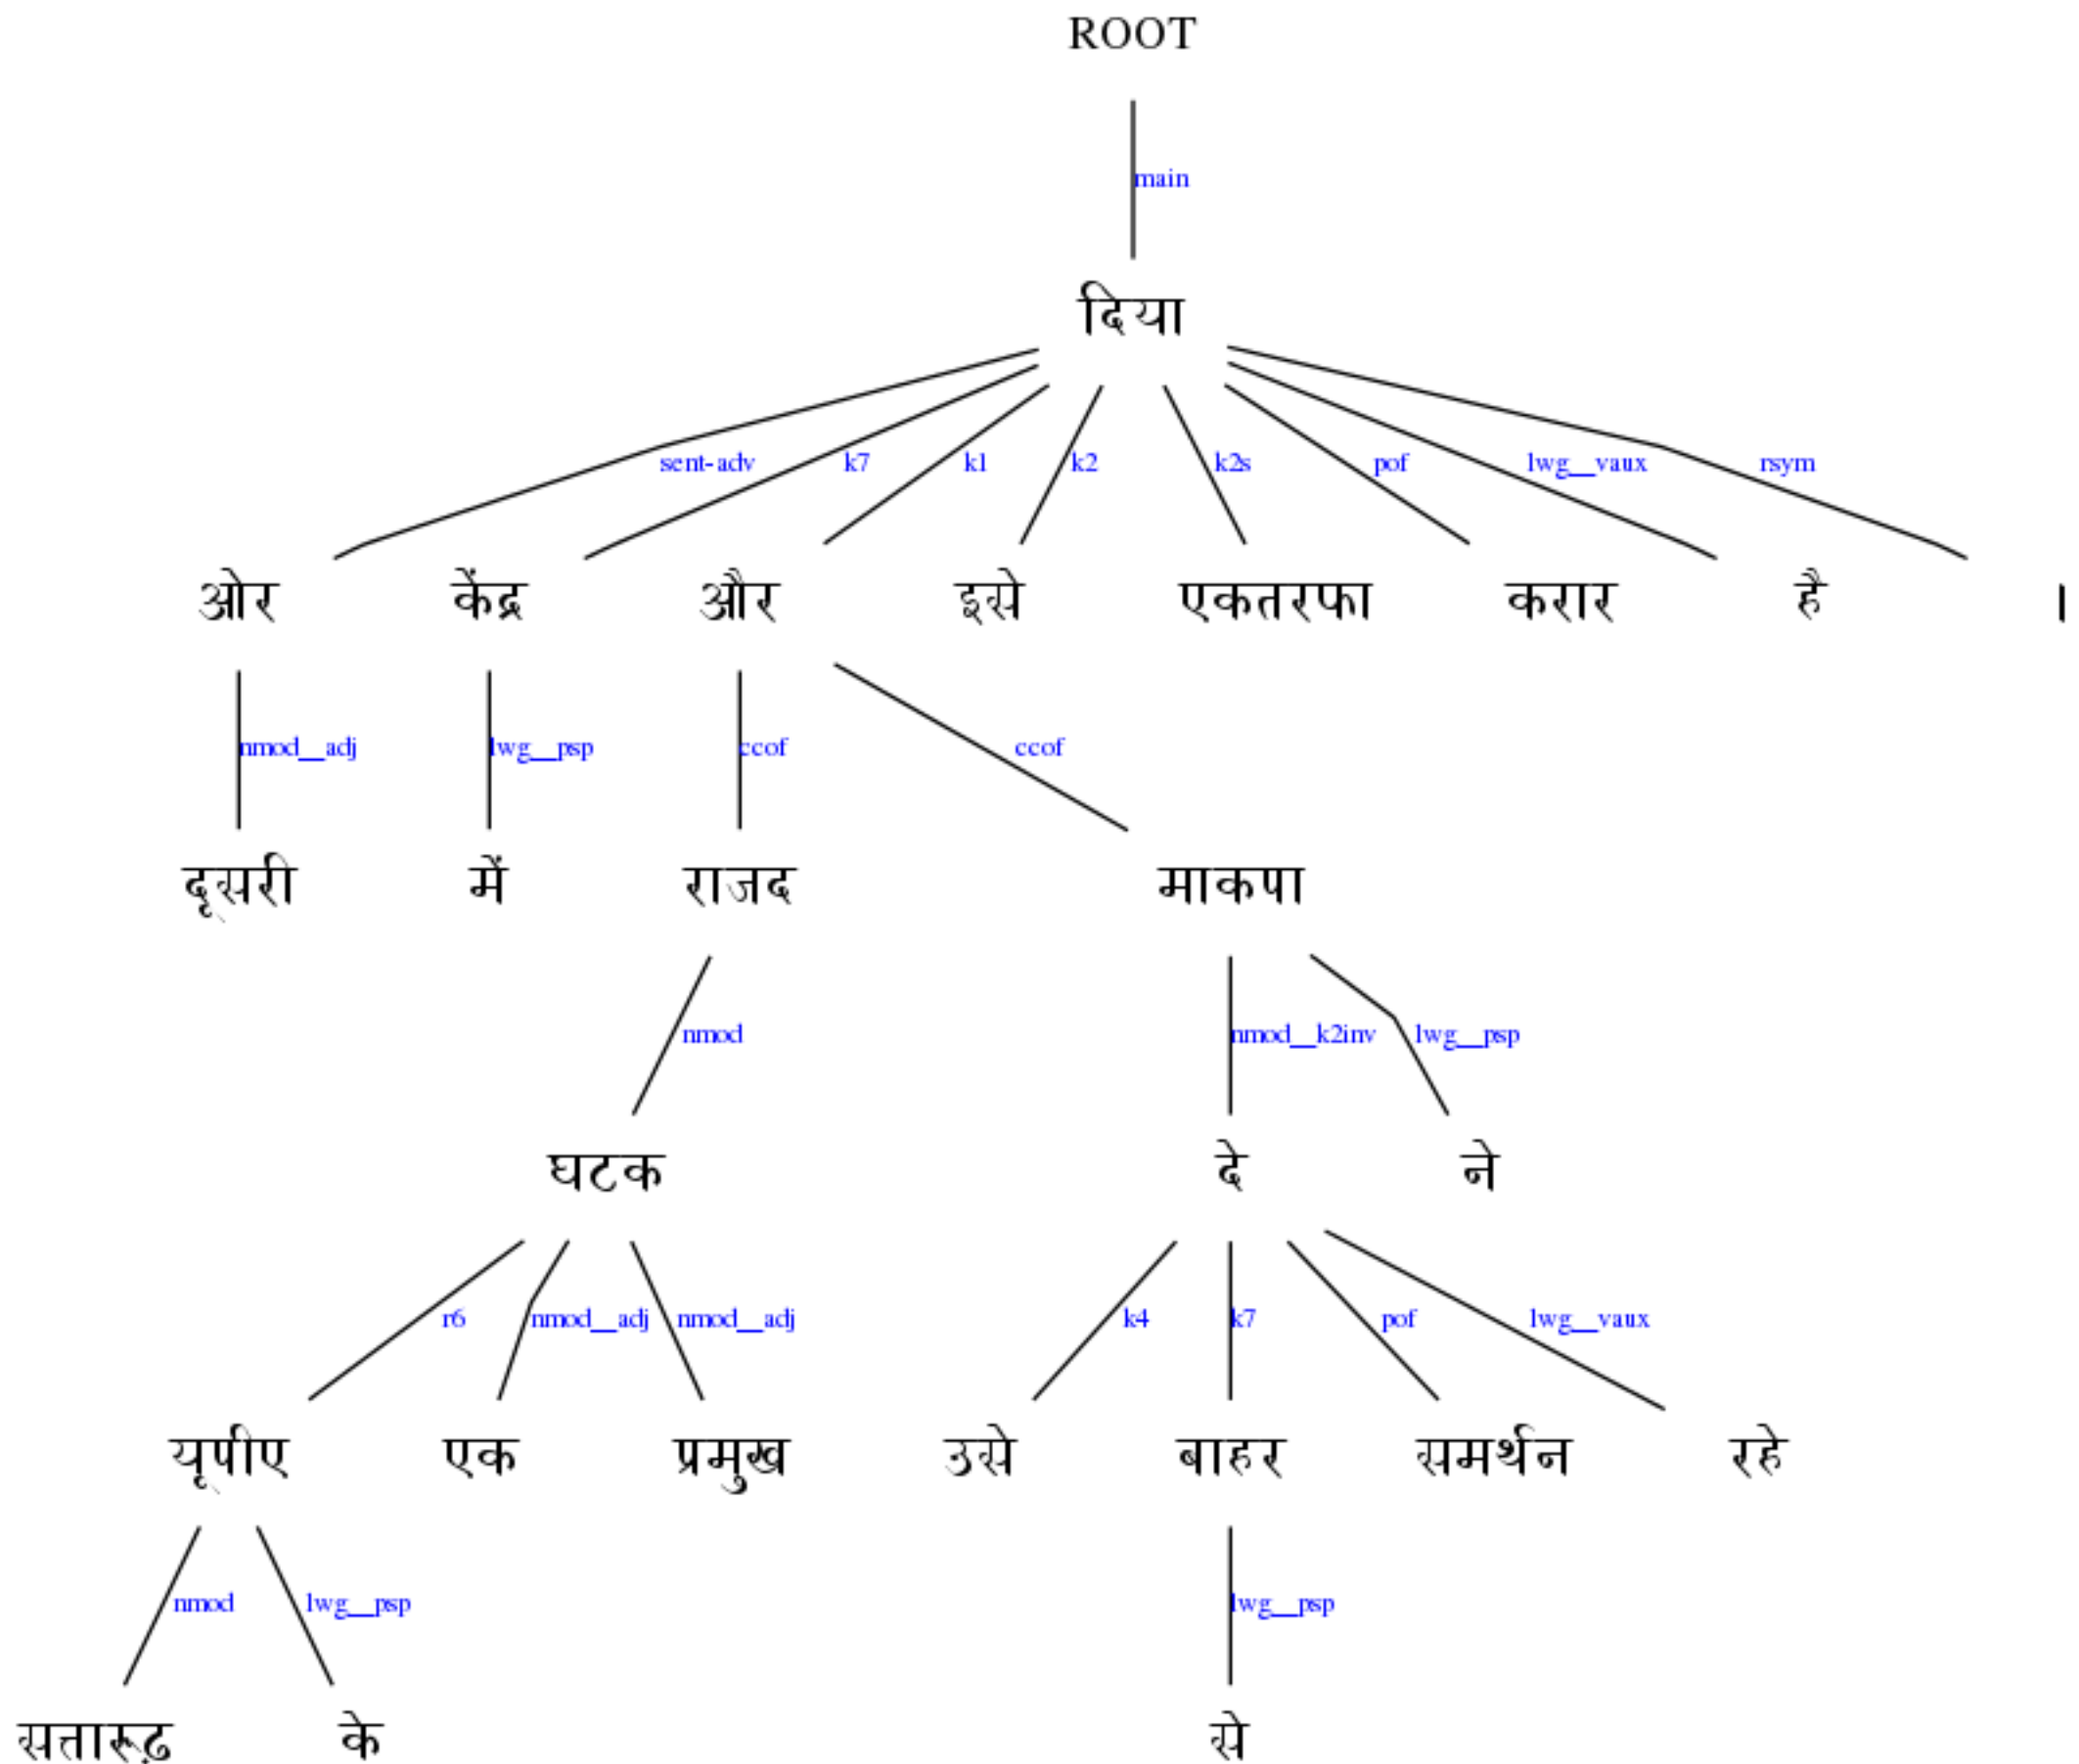 ROOT
main
दिया
sent-adv k7 k1 k2 k2s pof lwg__vaux rsym
ओर केंद्र और इसे एकतरफा करार है ।
nmod__adj lwg__psp ccof ccof
दूसरी में राजद माकपा
nmod nmod__k2inv lwg__psp
घटक दे ने
r6 nmod__adj nmod__adj k4 k7 pof lwg__vaux
यूपीए एक प्रमुख उसे बाहर समर्थन रहे
nmod lwg__psp lwg__psp
सत्तारूढ़ के से